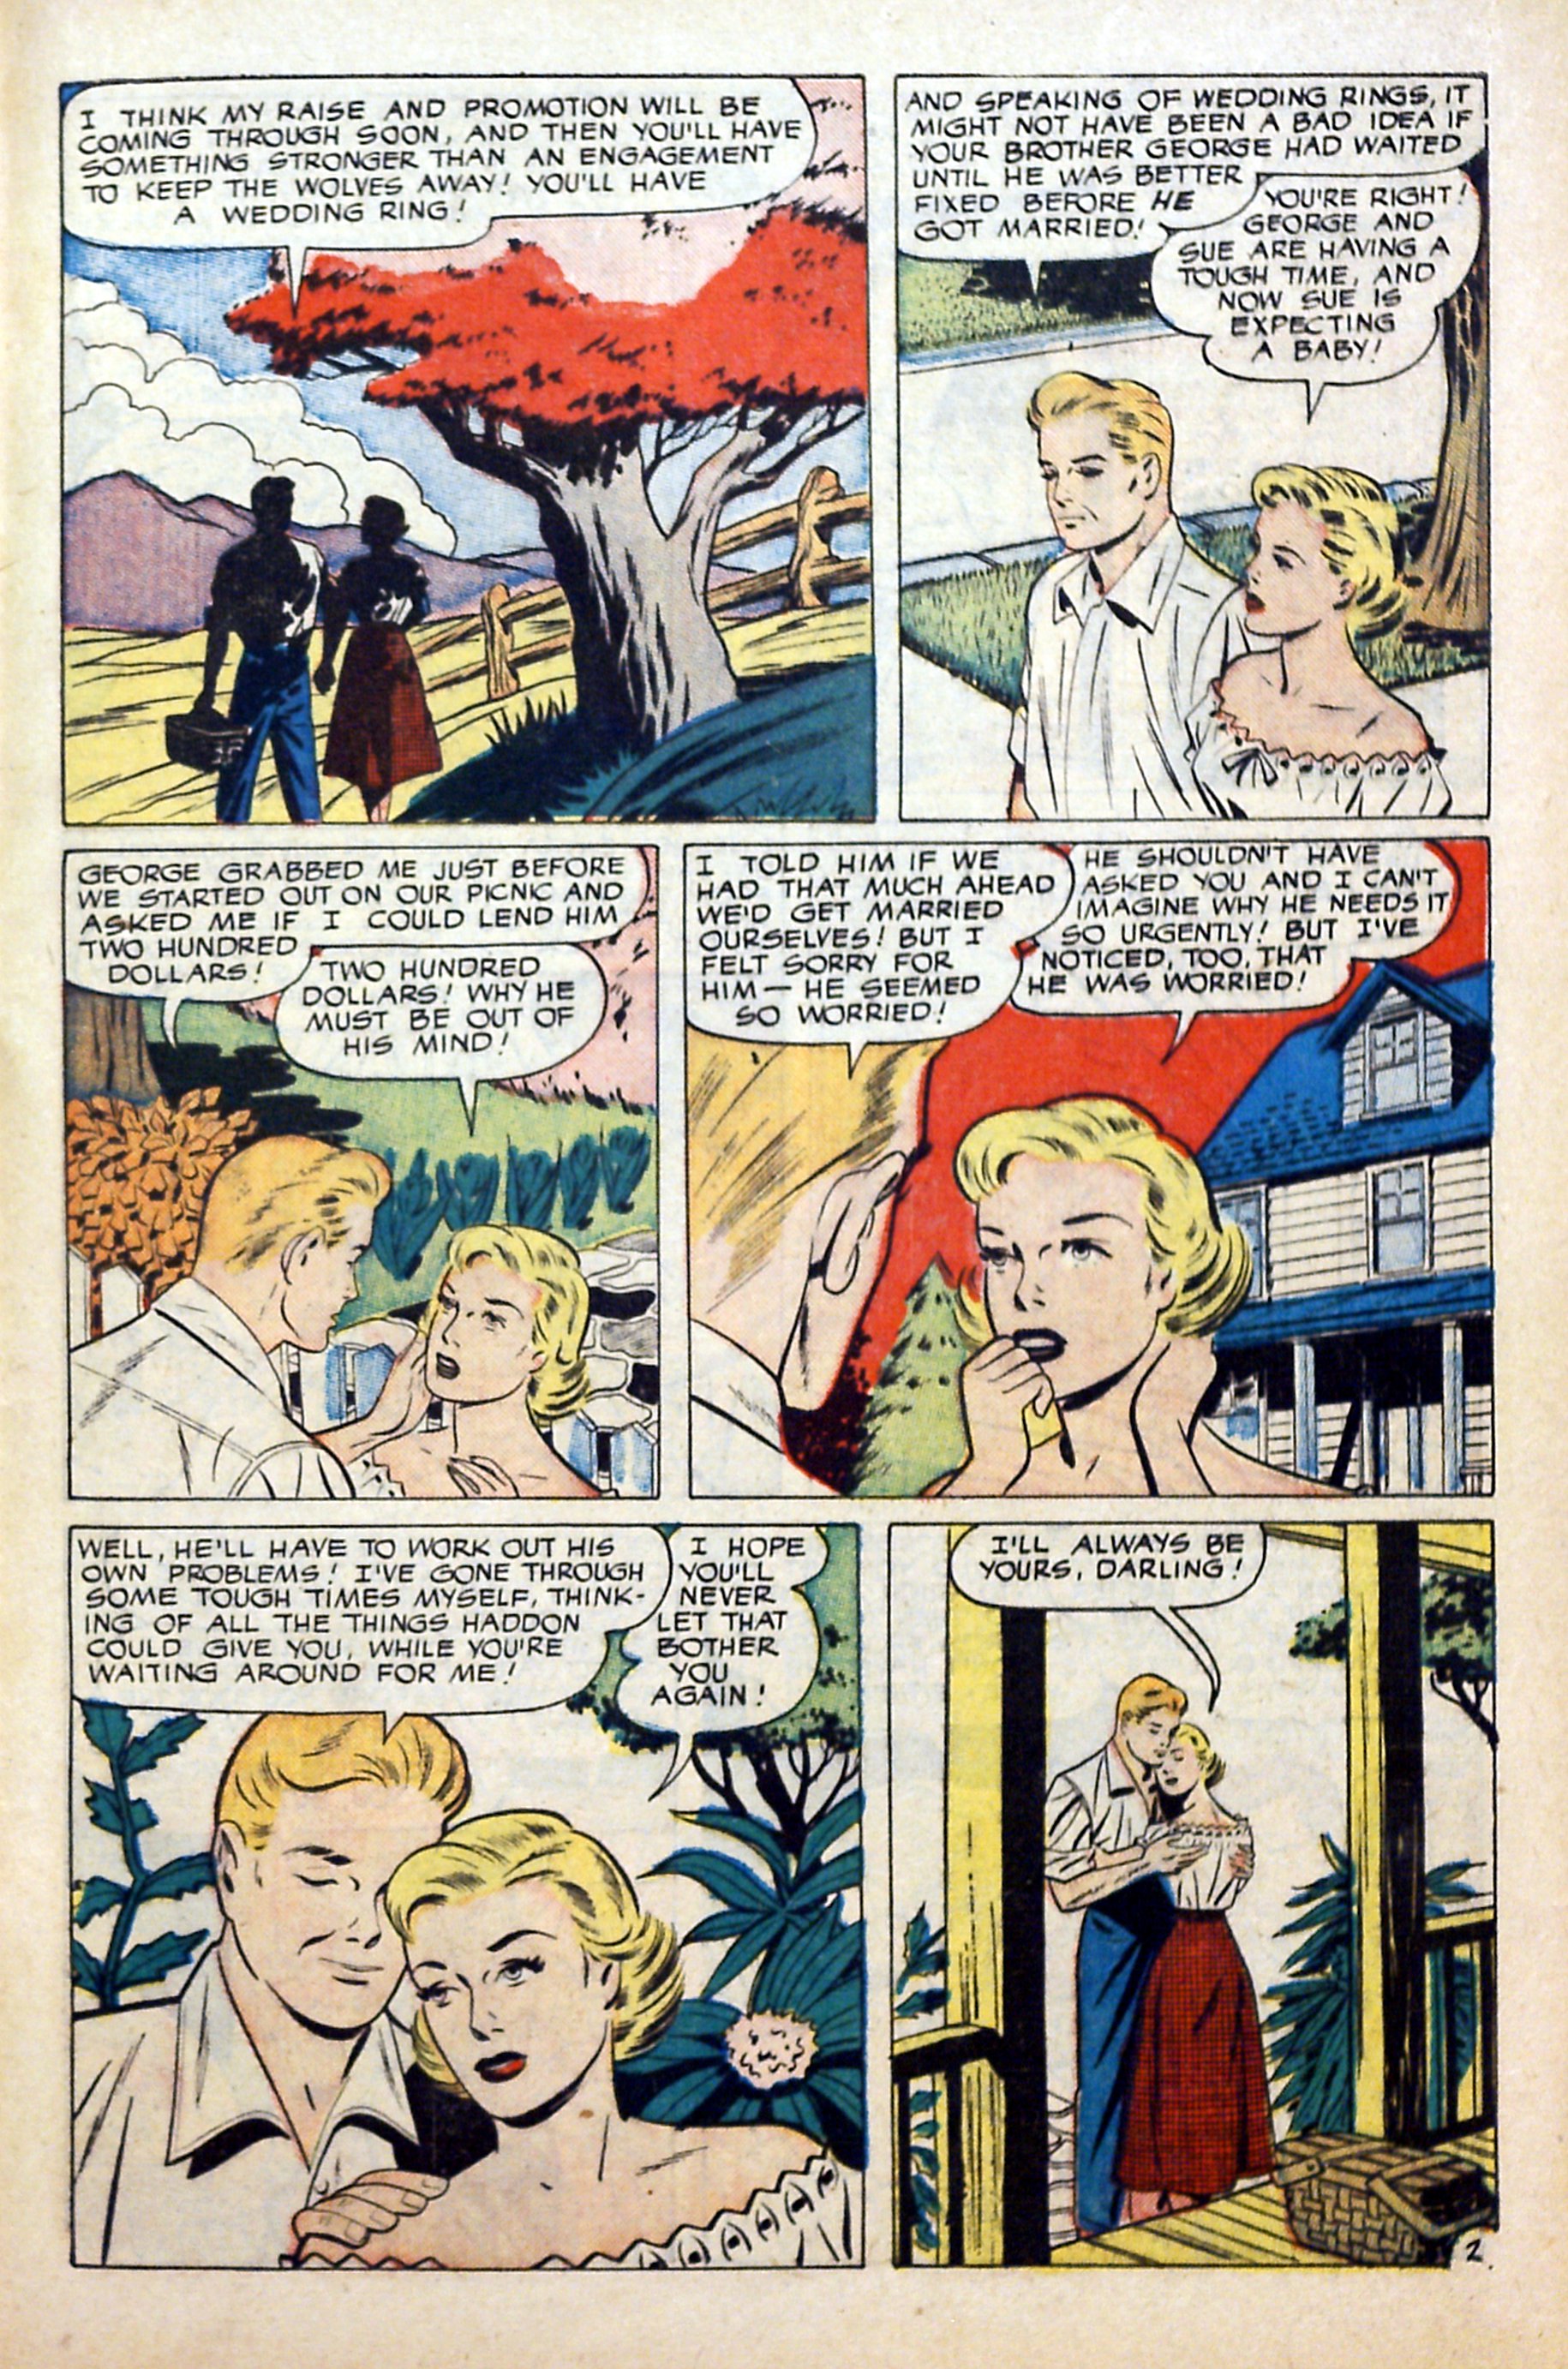 I THINK MY RAISE AND PROMOTION WILL BE
COMING THROUGH SOON, AND THEN YOU'LL HAVE
SOMETHING STRONGER THAN AN ENGAGEMENT
TO KEEP THE WOLVES AWAY! YOU'LL HAVE
A WEDDING RING!
AND SPEAKING OF WEDDING RINGS, IT
MIGHT NOT HAVE BEEN A BAD IDEA IF
YOUR BROTHER GEORGE HAD WAITED
UNTIL HE WAS BETTER
FIXED BEFORE HE
GOT MARRIED!
YOU'RE RIGHT!
GEORGE AND
SUE ARE HAVING A
TOUGH TIME, AND
NOW SUE IS
EXPECTING
A BABY!
GEORGE GRABBED ME JUST BEFORE
WE STARTED OUT ON OUR PICNIC AND
ASKED ME IF I COULD LEND HIM
TWO HUNDRED
DOLLARS!
TWO HUNDRED
DOLLARS! WHY HE
MUST BE OUT OF
HIS MIND!
I TOLD HIM IF WE
HAD THAT MUCH AHEAD
WE'D GET MARRIED
OURSELVES! BUT I
FELT SORRY FOR
HIM — HE SEEMED
SO WORRIED!
HE SHOULDN'T HAVE
ASKED YOU AND I CAN'T
IMAGINE WHY HE NEEDS IT
SO URGENTLY! BUT I'VE
NOTICED, TOO, THAT
HE WAS WORRIED!
WELL, HE'LL HAVE TO WORK OUT HIS
OWN PROBLEMS! I'VE GONE THROUGH
SOME TOUGH TIMES MYSELF, THINK-
ING OF ALL THE THINGS HADDON
COULD GIVE YOU, WHILE YOU'RE
WAITING AROUND FOR ME!
I HOPE
YOU'LL
NEVER
LET THAT
BOTHER
YOU
AGAIN!
I'LL ALWAYS BE
YOURS, DARLING!
2